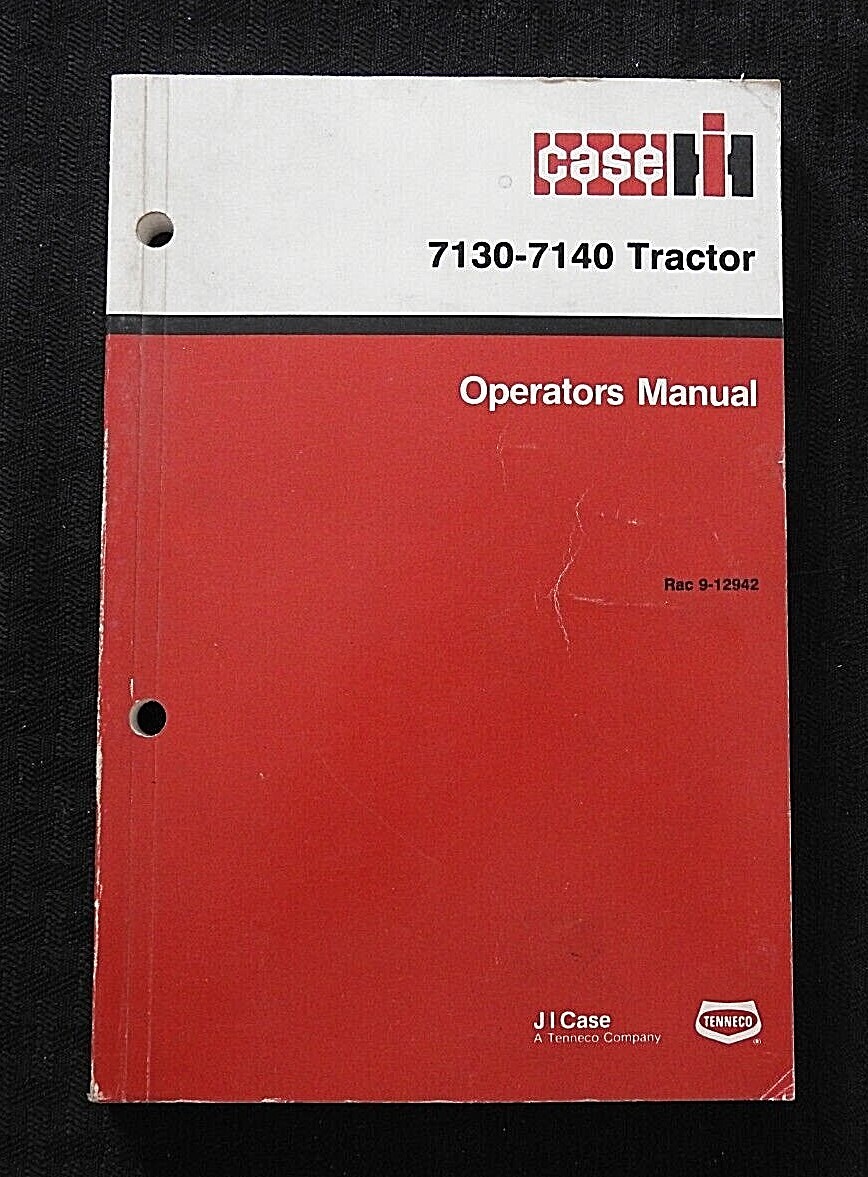 case IH
7130-7140 Tractor
Operators Manual
Rac 9-12942
J I Case
A Tenneco Company
TENNECO
®